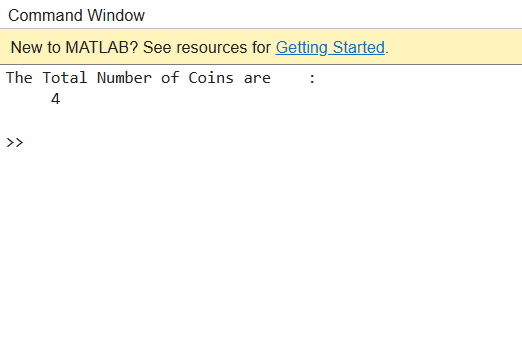 Command Window
New to MATLAB? See resources for Getting Started.
The Total Number of Coins are    :
     4
>>